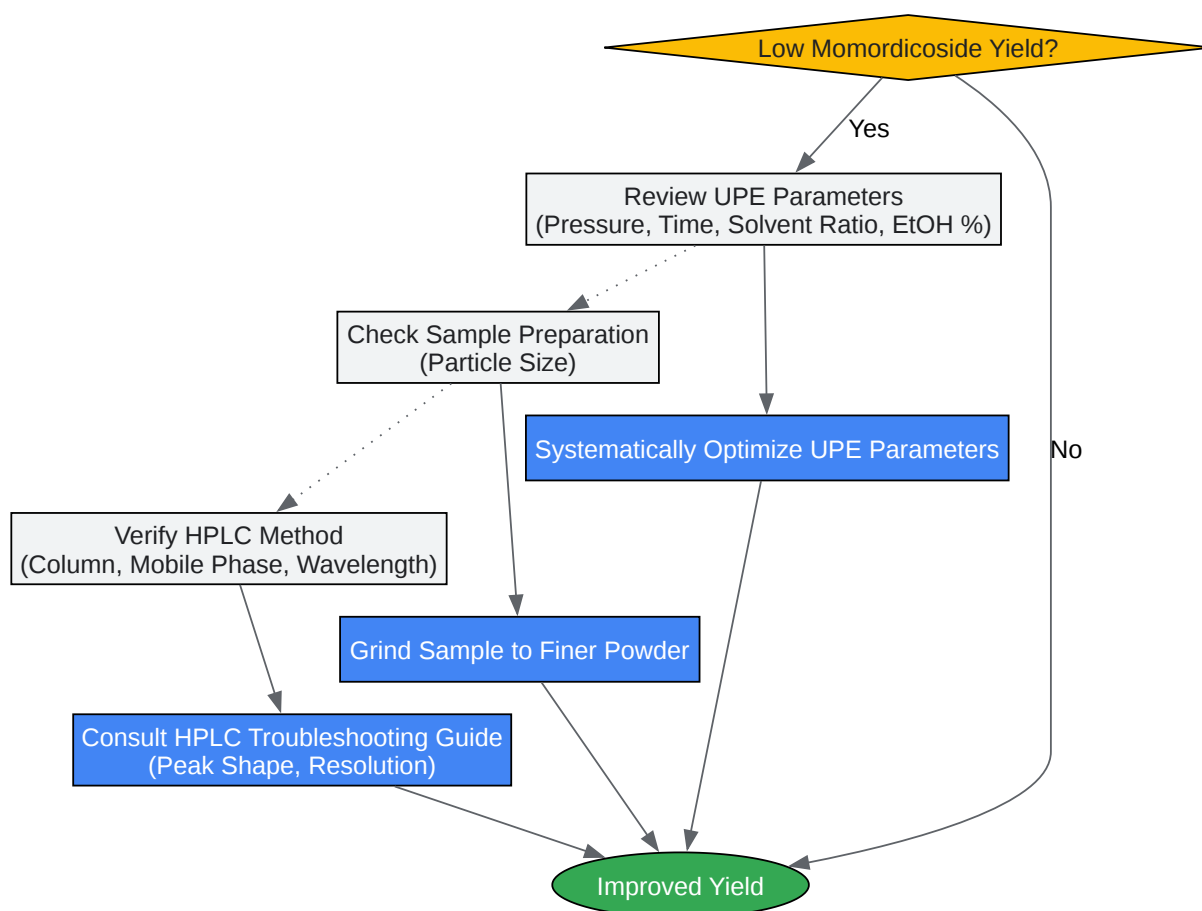 Low Momordicoside Yield?
Yes
Review UPE Parameters
(Pressure, Time, Solvent Ratio, EtOH %)
Check Sample Preparation
(Particle Size)
Systematically Optimize UPE Parameters
No
Verify HPLC Method
(Column, Mobile Phase, Wavelength)
Grind Sample to Finer Powder
Consult HPLC Troubleshooting Guide
(Peak Shape, Resolution)
Improved Yield